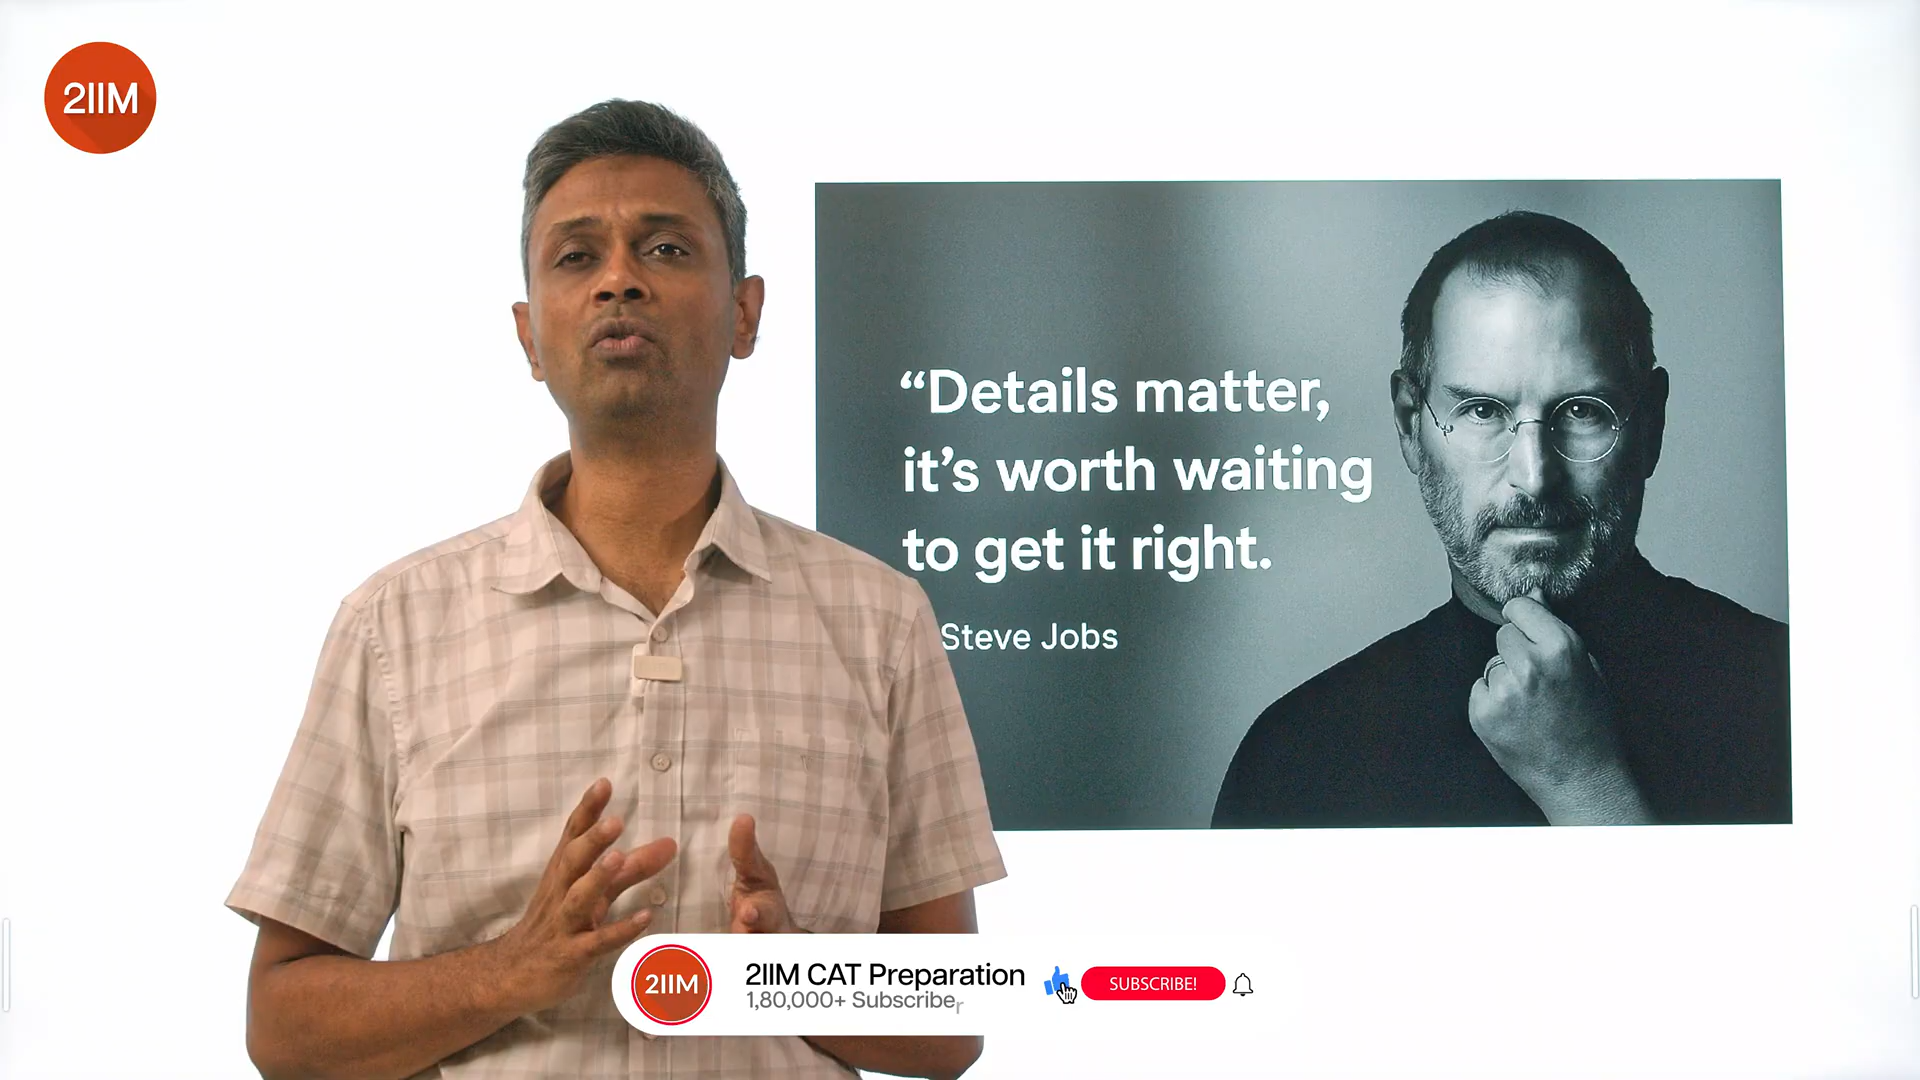 2IIM
“Details matter,
it’s worth waiting
to get it right.
Steve Jobs
2IIM
2IIM CAT Preparation
1,80,000+ Subscriber
SUBSCRIBE!